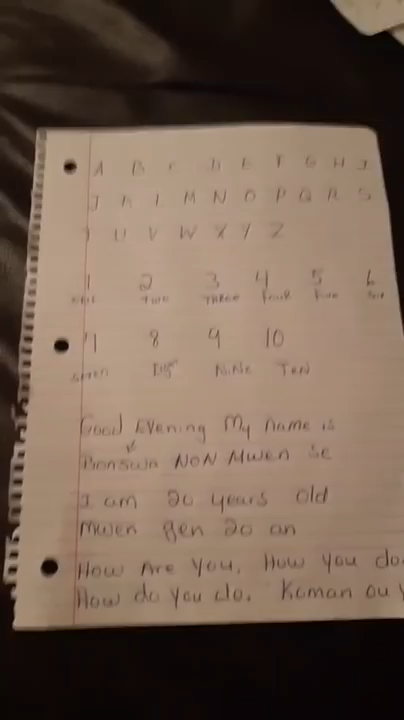 A B C D E F G H I
J K L M N O P Q R S
T U V W X Y Z
1 2 3 4 5 6
ONE TWO THREE FOUR Five Six
7 8 9 10
NiNe TEN
Good Evening My name is
Bonswa NON Mwen se
I am 20 years old
Mwen gen 20 an
How Are You, How you do
How do you do. Koman ou